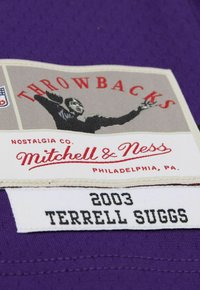 THROWBACKS
NOSTALGIA CO.
Mitchell & Ness
PHILADELPHIA, PA.
2003
TERRELL SUGGS